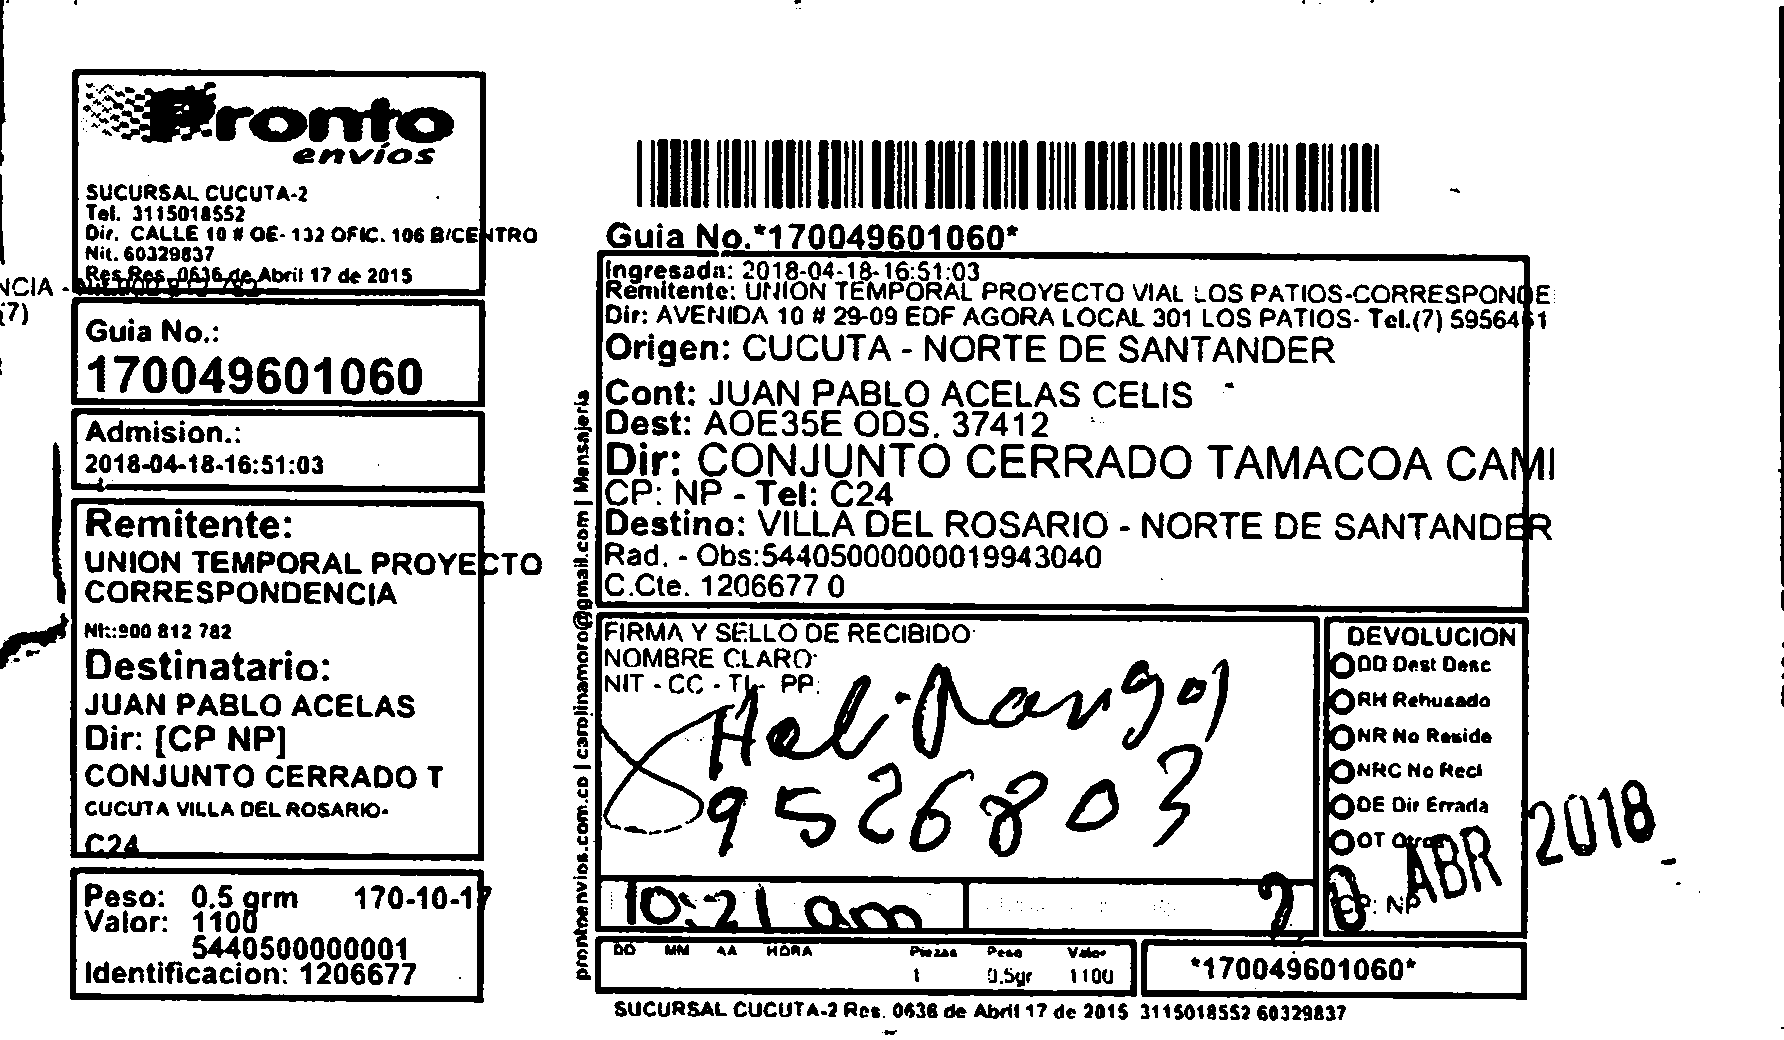 Pronto
envíos
SUCURSAL CUCUTA-2
Tel. 3115018552
Dir. CALLE 10 # OE- 132 OFIC. 106 B/CENTRO
Nit. 60329837
Res Res. 0636 de Abril 17 de 2015
NCIA - Nit 900 812 782
(7)
Guia No.:
170049601060
Admision.:
2018-04-18-16:51:03
Remitente:
UNION TEMPORAL PROYECTO
CORRESPONDENCIA
Nt.:900 812 782
Destinatario:
JUAN PABLO ACELAS
Dir: [CP NP]
CONJUNTO CERRADO T
CUCUTA VILLA DEL ROSARIO-
C24
Peso: 0.5 grm 170-10-17
Valor: 1100
5440500000001
Identificacion: 1206677
prontoenvios.com.co | carolinamoro@gmail.com | Mensajeria
Guia No.*170049601060*
Ingresada: 2018-04-18-16:51:03
Remitente: UNION TEMPORAL PROYECTO VIAL LOS PATIOS-CORRESPONDE
Dir: AVENIDA 10 # 29-09 EDF AGORA LOCAL 301 LOS PATIOS- Tel.(7) 5956461
Origen: CUCUTA - NORTE DE SANTANDER
Cont: JUAN PABLO ACELAS CELIS
Dest: AOE35E ODS. 37412
Dir: CONJUNTO CERRADO TAMACOA CAMI
CP: NP - Tel: C24
Destino: VILLA DEL ROSARIO - NORTE DE SANTANDER
Rad. - Obs:54405000000019943040
C.Cte. 1206677 0
FIRMA Y SELLO DE RECIBIDO
NOMBRE CLARO:
NIT - CC - TI - PP:
9526803
10:21 am
DEVOLUCION
DD Dest Desc
RH Rehusado
NR No Reside
NRC No Recl
DE Dir Errada
OT Otros
CP: NP
20 ABR 2018
DD MM AA HORA Piezas Peso Valor
1 0.5gr 1100
*170049601060*
SUCURSAL CUCUTA-2 Res. 0636 de Abril 17 de 2015 3115018552 60329837